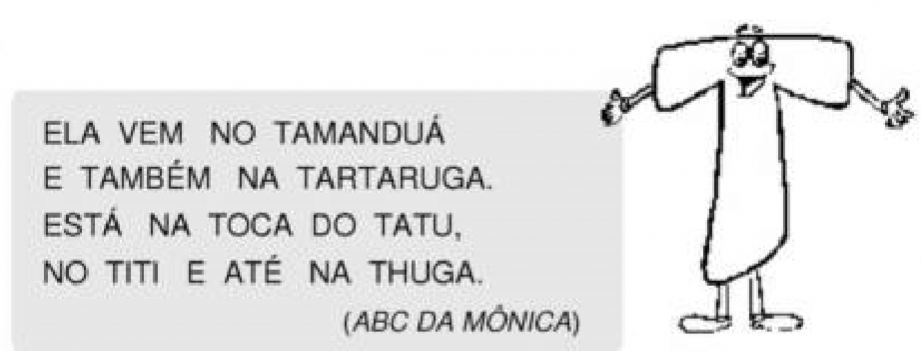 ELA VEM NO TAMANDUÁ
E TAMBÉM NA TARTARUGA.
ESTÁ NA TOCA DO TATU,
NO TITI E ATÉ NA THUGA.
(ABC DA MÔNICA)